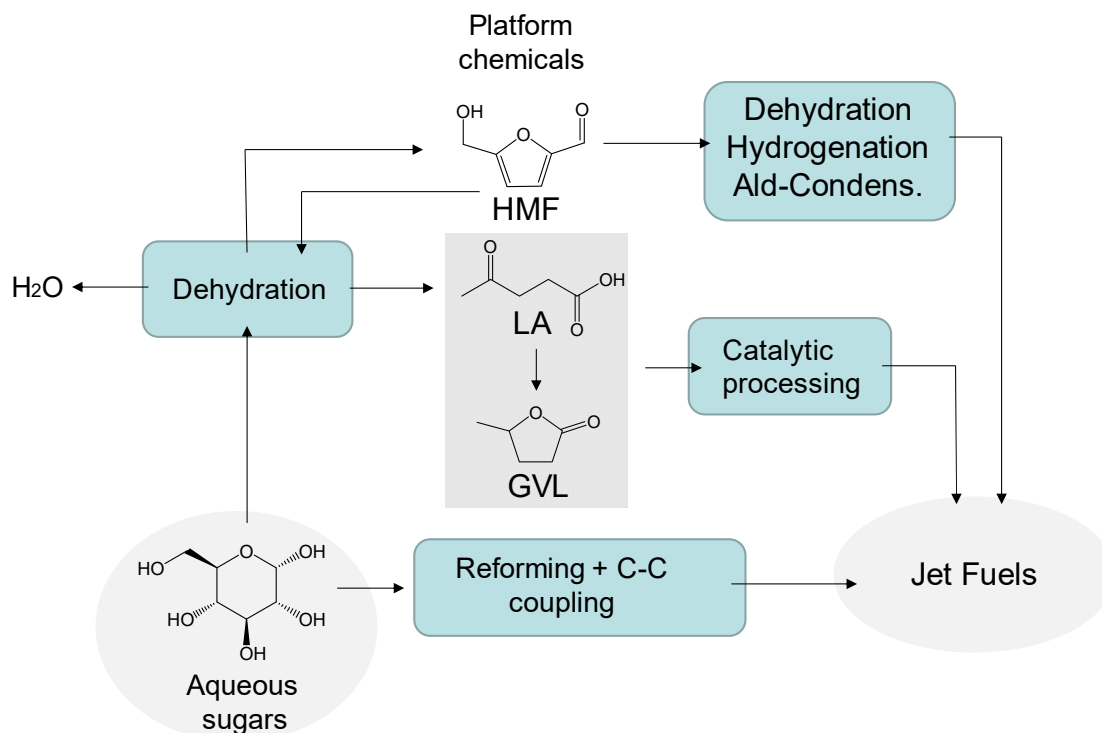 Platform
chemicals
OH
O
O
HMF
Dehydration
Hydrogenation
Ald-Condens.
H2O
Dehydration
O
OH
O
LA
Catalytic
processing
O
O
GVL
HO
O
OH
HO
OH
OH
Aqueous
sugars
Reforming + C-C
coupling
Jet Fuels